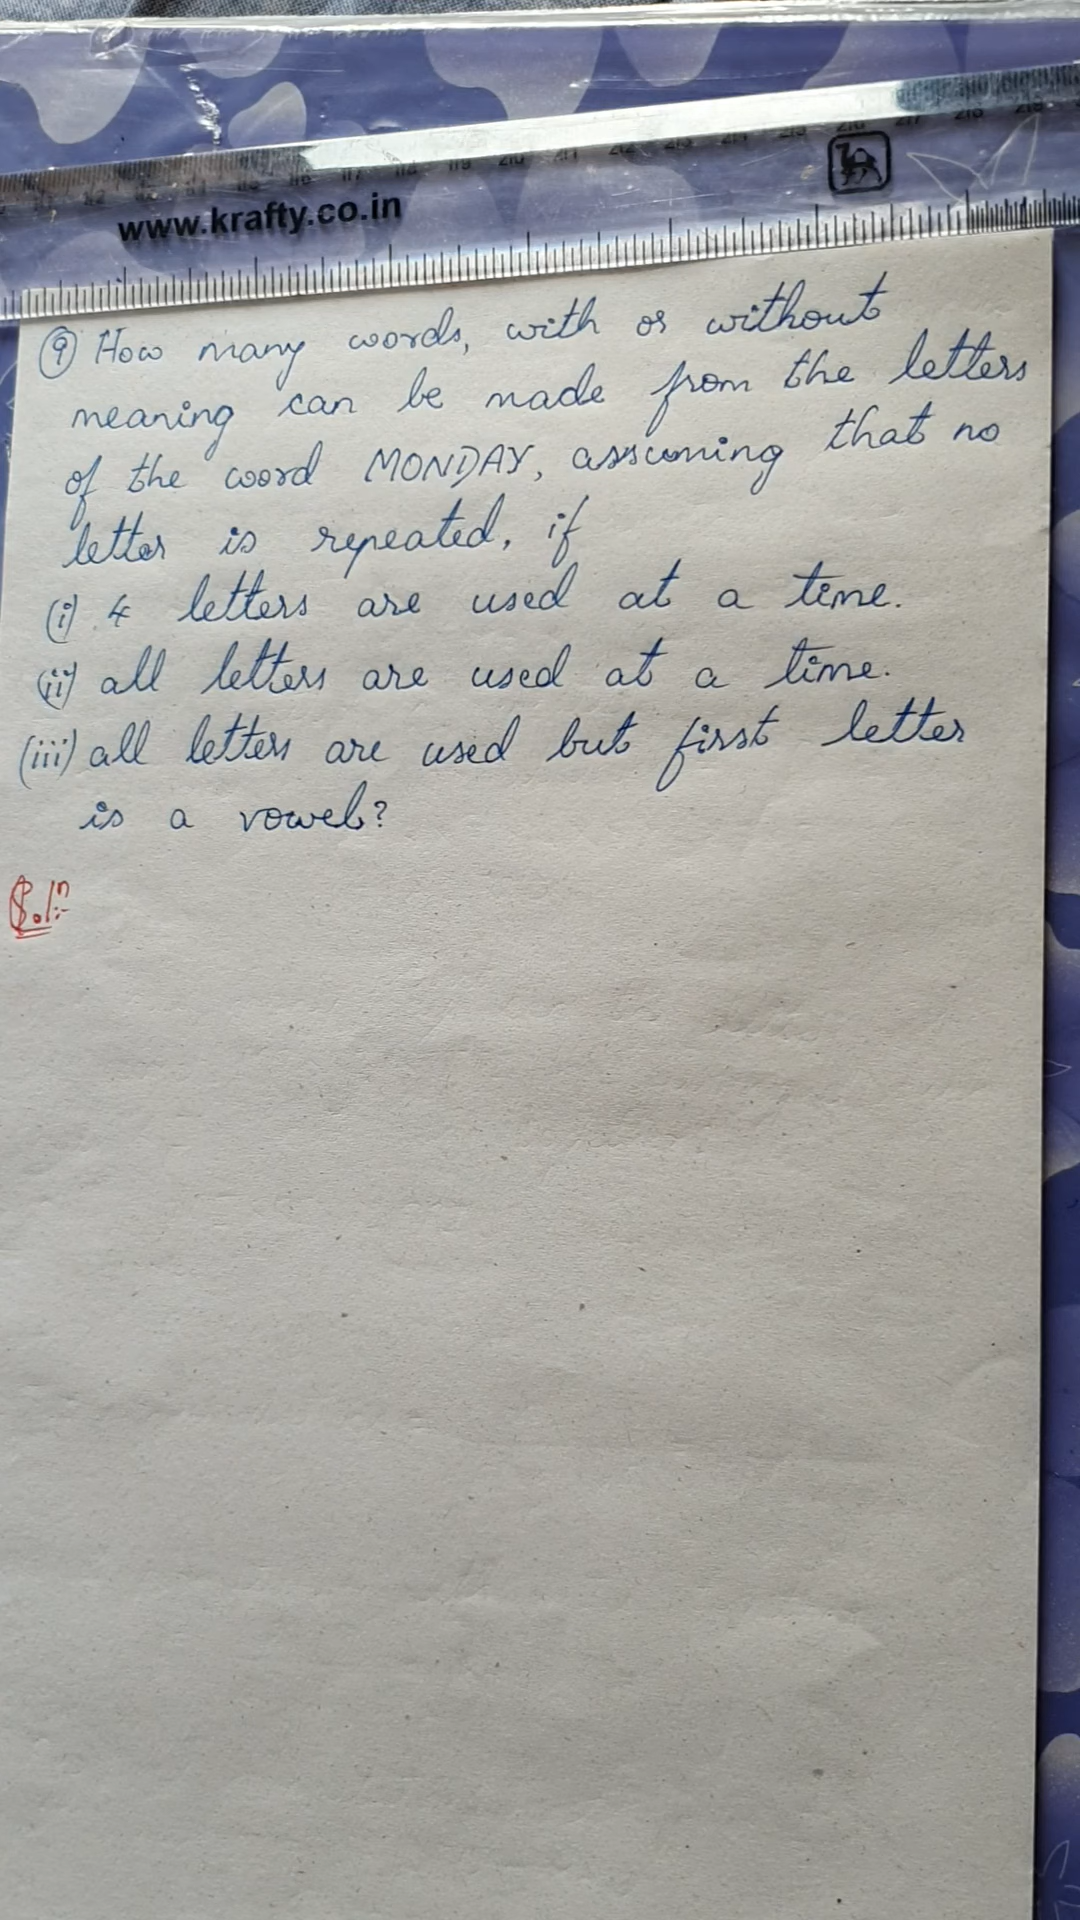 www.krafty.co.in
⑨ How many words, with or without
meaning can be made from the letters
of the word MONDAY, assuming that no
letter is repeated, if
(i) 4 letters are used at a time.
(ii) all letters are used at a time.
(iii) all letters are used but first letter
is a vowel?
Solⁿ:-